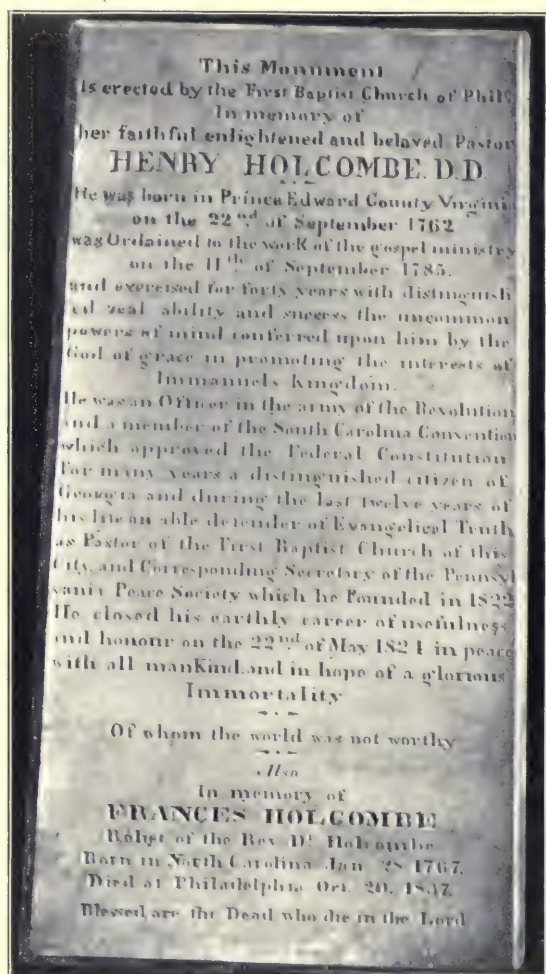 This Monument
is erected by the First Baptist Church of Phila
In memory of
her faithful enlightened and beloved Pastor
HENRY HOLCOMBE. D.D.
He was born in Prince Edward County Virginia
on the 22nd of September 1762
was Ordained to the work of the gospel ministry
on the 11th of September 1785.
and exercised for forty years with distinguish
ed zeal ability and success the uncommon
powers of mind conferred upon him by the
God of grace in promoting the interests of
Immanuels Kingdom.
He was an Officer in the army of the Revolution
and a member of the South Carolina Convention
which approved the Federal Constitution
For many years a distinguished citizen of
Georgia and during the last twelve years of
his life an able defender of Evangelical Truth,
as Pastor of the First Baptist Church of this
City, and Corresponding Secretary of the Pennsyl
vania Peace Society which he Founded in 1822
He closed his earthly career of usefulness
and honour on the 22nd of May 1824 in peace
with all manKind, and in hope of a glorious
Immortality
Of whom the world was not worthy
Also
In memory of
FRANCES HOLCOMBE
Relist of the Rev. Dr. Holcombe
Born in North Carolina Jan. 28 1767.
Died at Philadelphia Oct. 20.
Blessed are the Dead who die in the Lord